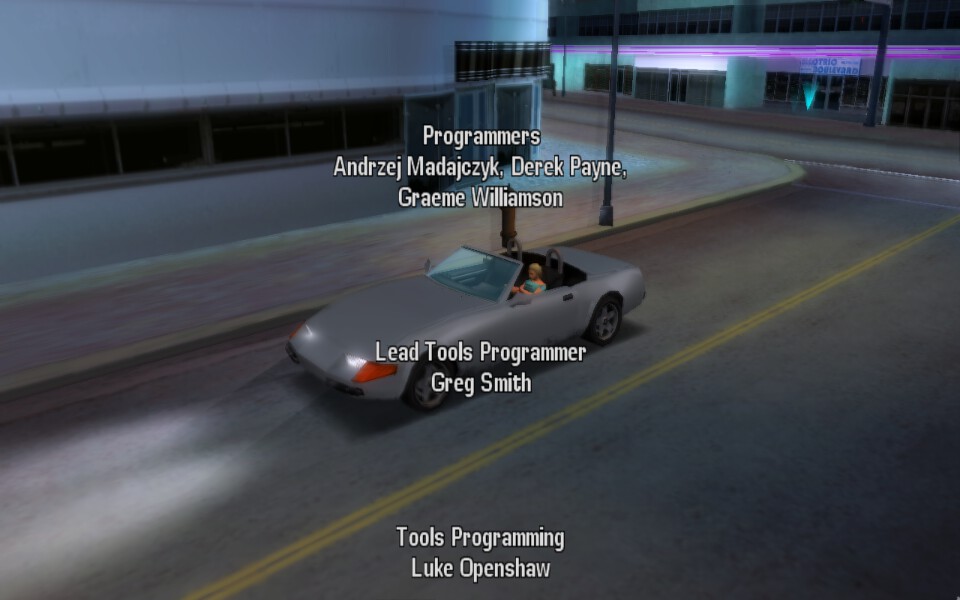 Programmers
Andrzej Madajczyk, Derek Payne,
Graeme Williamson
Lead Tools Programmer
Greg Smith
Tools Programming
Luke Openshaw